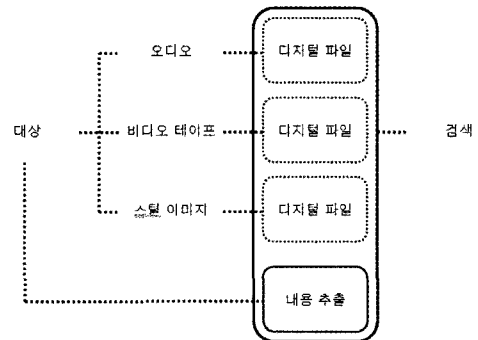 오디오 디지털 파일
대상 비디오 테이프 디지털 파일 검색
스틸 이미지 디지털 파일
내용 추출